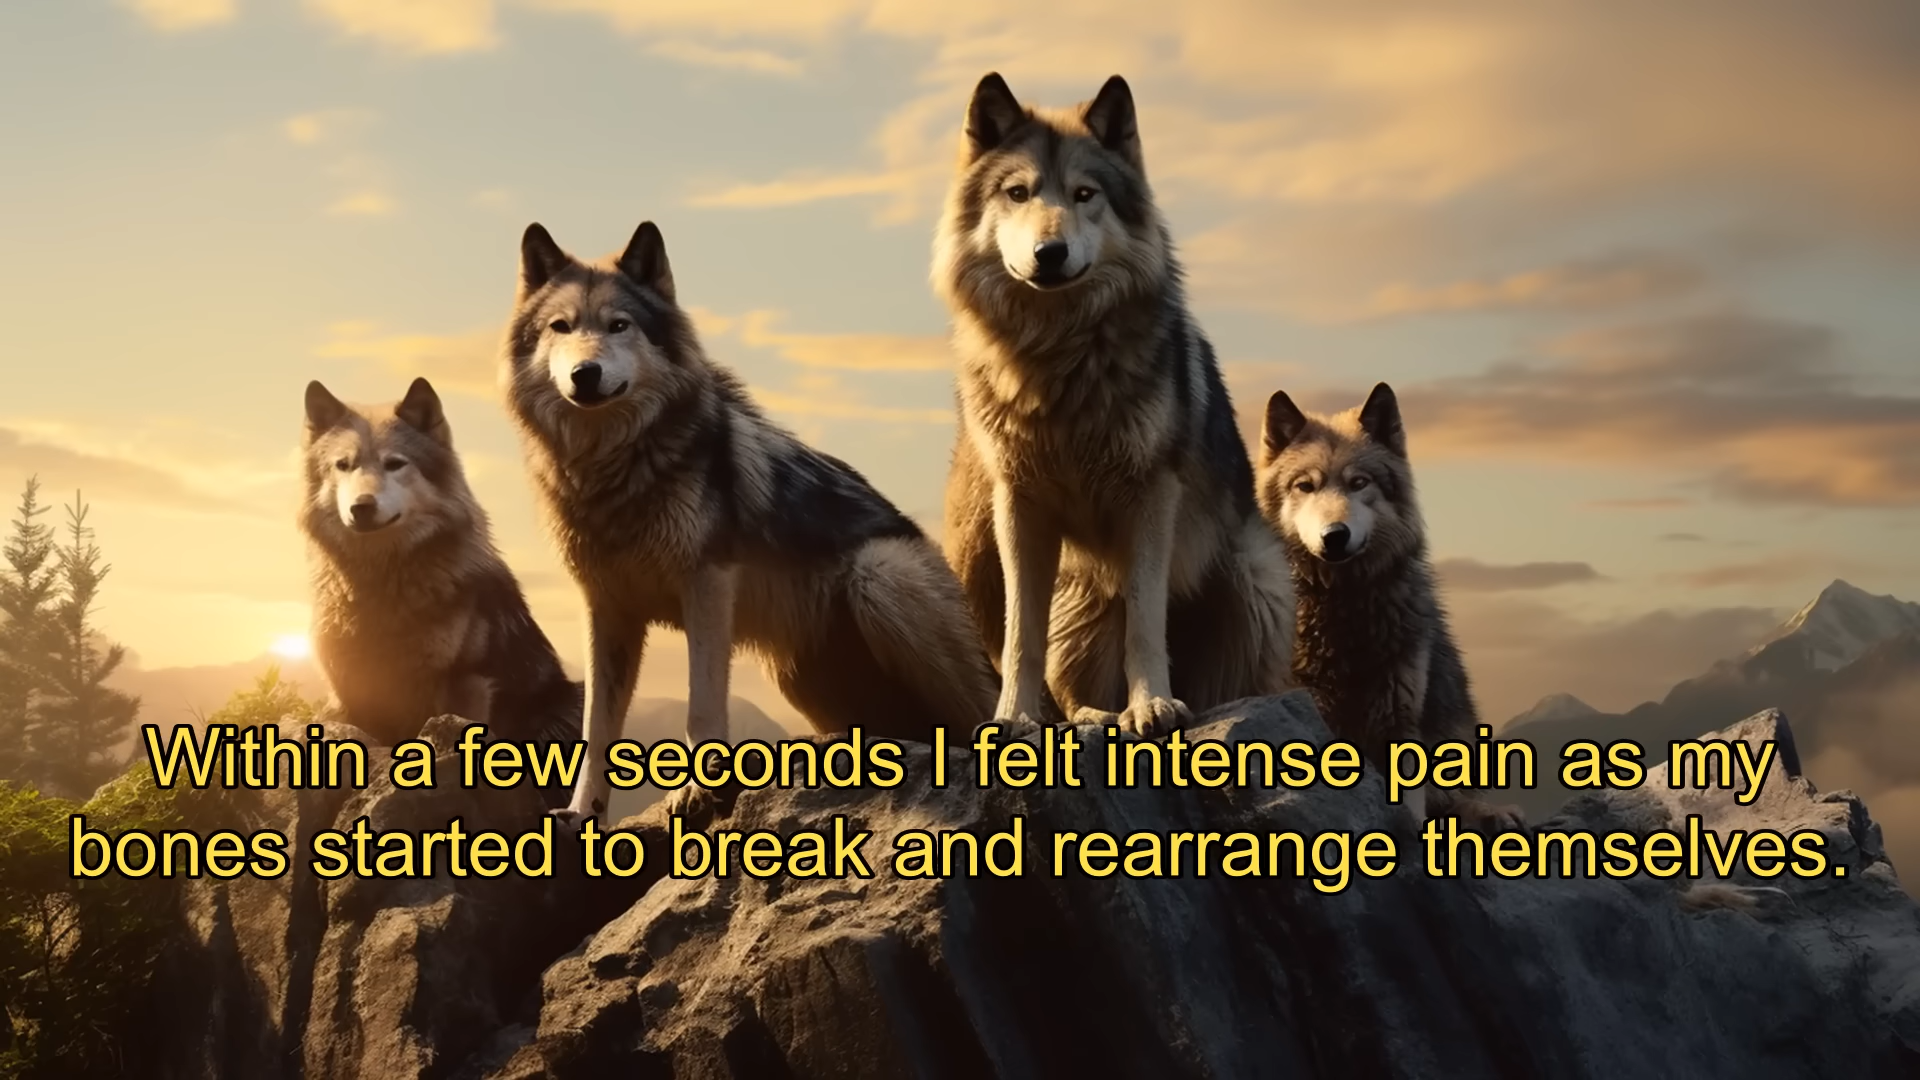 Within a few seconds I felt intense pain as my
bones started to break and rearrange themselves.